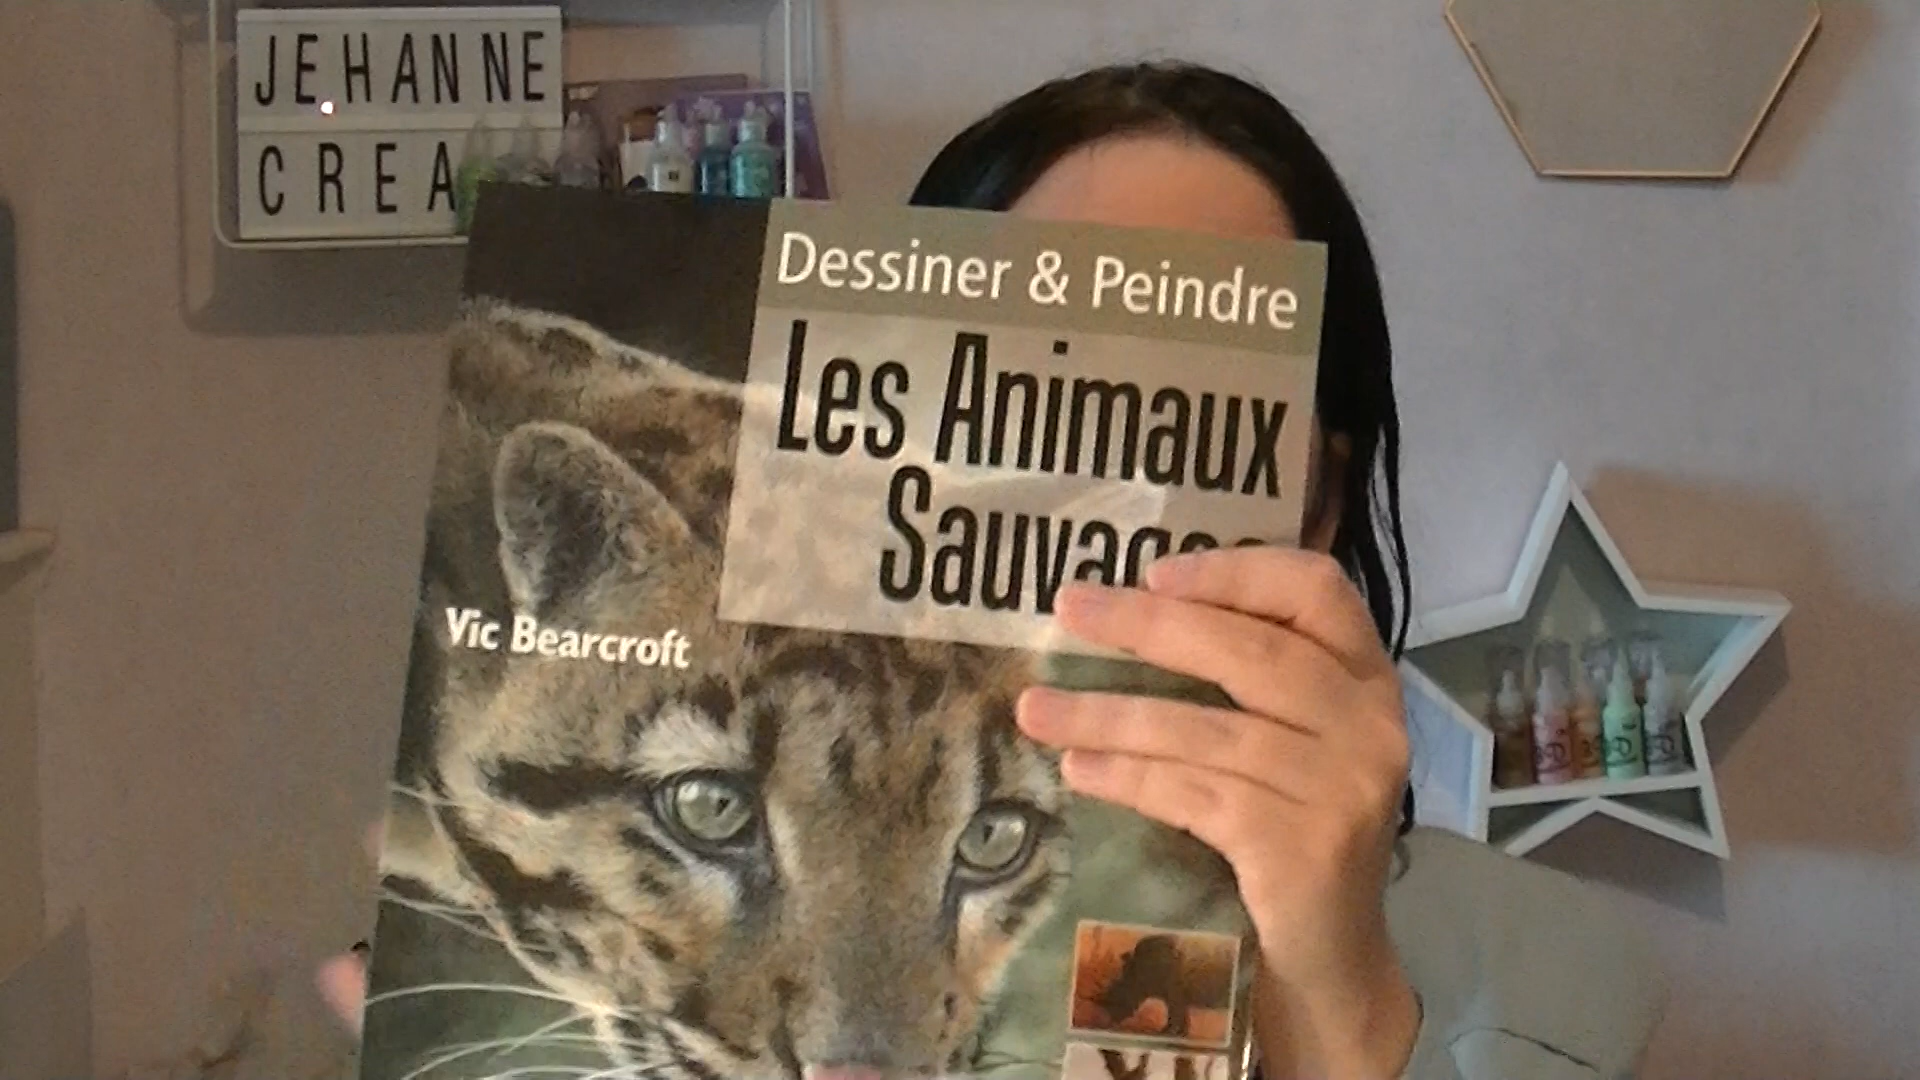 JEHANNE
CREA
Dessiner & Peindre
Les Animaux
Vic Bearcroft